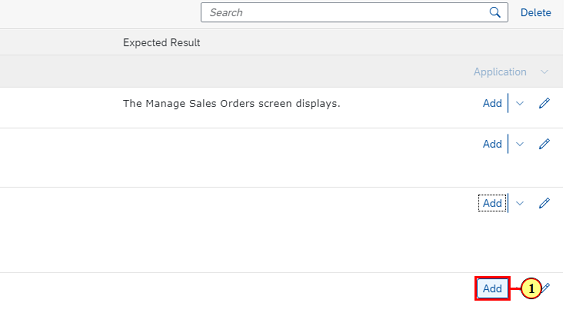 Search Delete
Expected Result
Application
The Manage Sales Orders screen displays. Add
Add
Add
Add 1